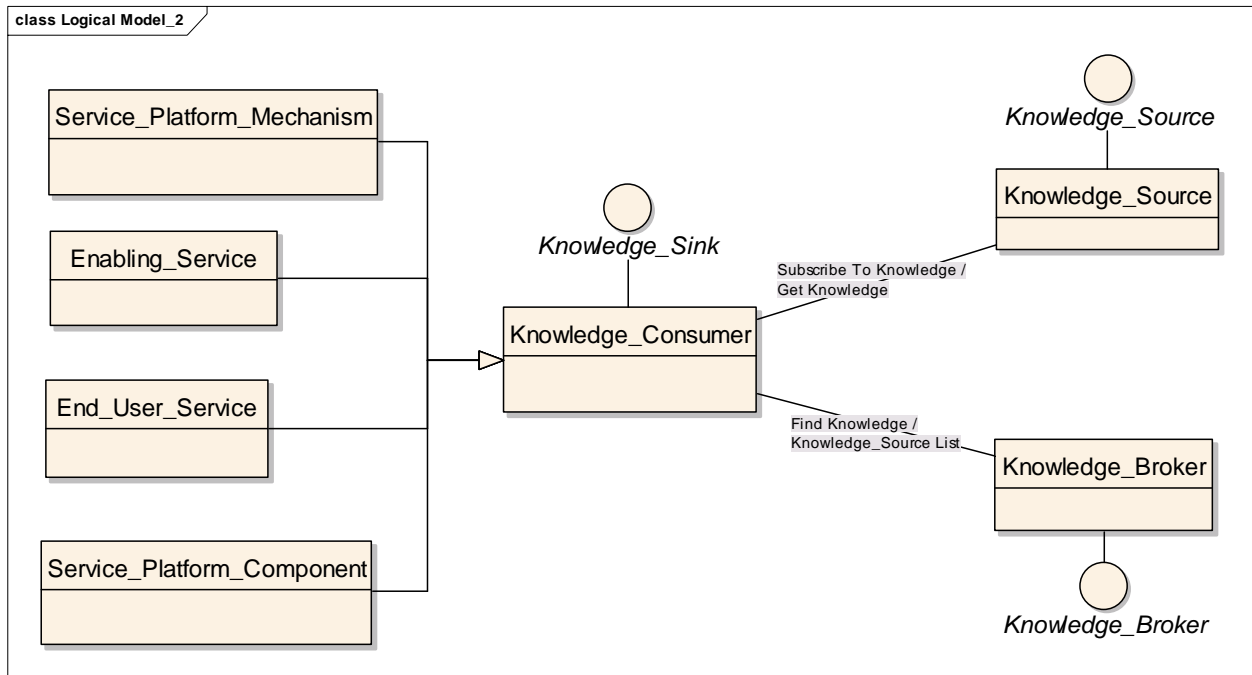 class Logical Model_2
Service_Platform_Mechanism
Enabling_Service
End_User_Service
Service_Platform_Component
Knowledge_Sink
Knowledge_Consumer
Subscribe To Knowledge /
Get Knowledge
Find Knowledge /
Knowledge_Source List
Knowledge_Source
Knowledge_Source
Knowledge_Broker
Knowledge_Broker